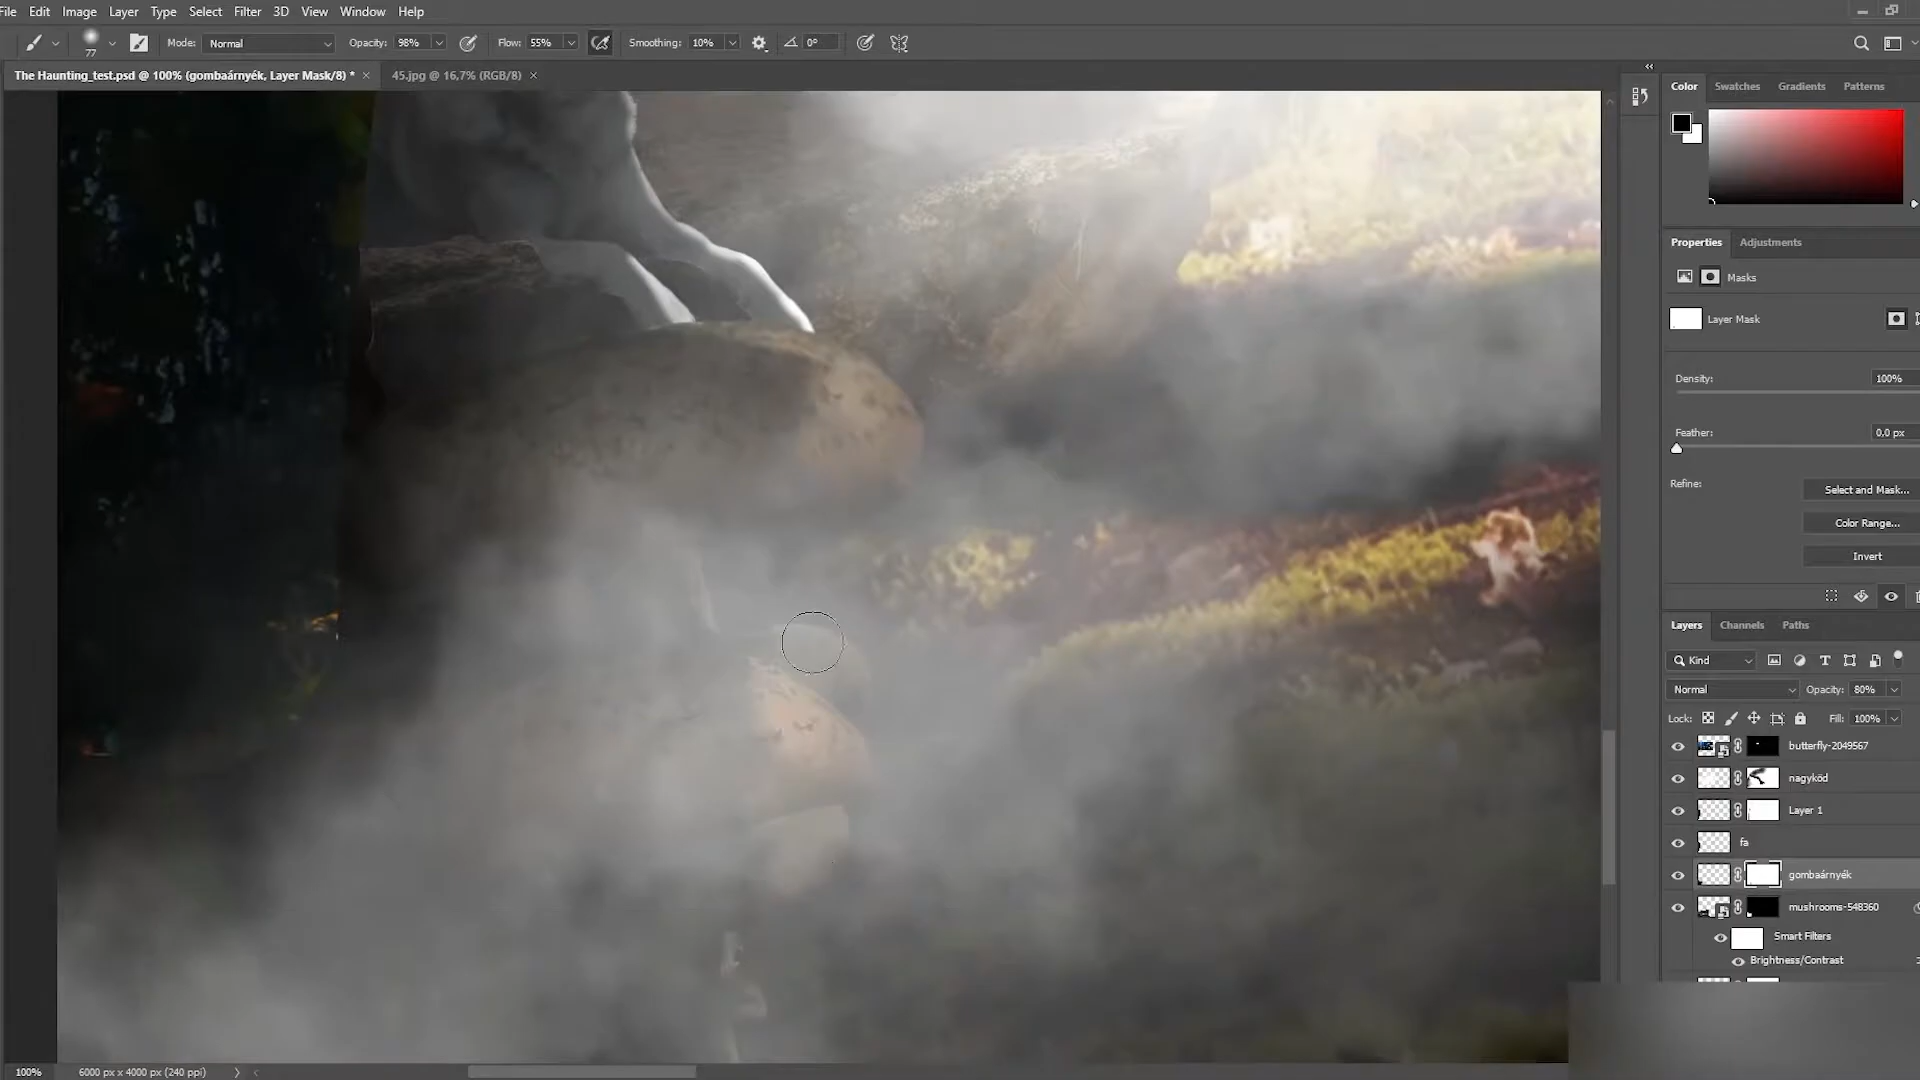 File Edit Image Layer Type Select Filter 3D View Window Help
77 Mode: Normal Opacity: 98% Flow: 55% Smoothing: 10% 0°
The Haunting_test.psd @ 100% (gombaárnyék, Layer Mask/8) * × 45.jpg @ 16,7% (RGB/8) ×
Color Swatches Gradients Patterns
Properties Adjustments
Masks
Layer Mask
Density: 100%
Feather: 0.0 px
Refine:
Select and Mask...
Color Range...
Invert
Layers Channels Paths
Kind
Normal Opacity: 80%
Lock: Fill: 100%
butterfly-2049567
nagyköd
Layer 1
fa
gombaárnyék
mushrooms-548360
Smart Filters
Brightness/Contrast
100% 6000 px x 4000 px (240 ppi)